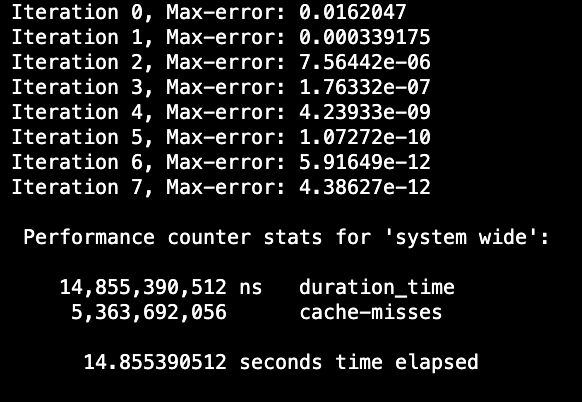 Iteration 0, Max-error: 0.0162047
Iteration 1, Max-error: 0.000339175
Iteration 2, Max-error: 7.56442e-06
Iteration 3, Max-error: 1.76332e-07
Iteration 4, Max-error: 4.23933e-09
Iteration 5, Max-error: 1.07272e-10
Iteration 6, Max-error: 5.91649e-12
Iteration 7, Max-error: 4.38627e-12
Performance counter stats for 'system wide':
14,855,390,512 ns duration_time
5,363,692,056 cache-misses
14.855390512 seconds time elapsed